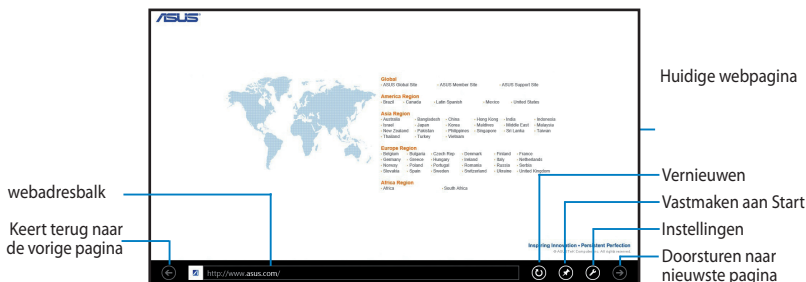 ASUS
Global
ASUS Global Site ASUS Member Site ASUS Support Site
America Region
Brazil Canada Latin Spanish Mexico United States
Asia Region
Australia Bangladesh China Hong Kong India Indonesia
Israel Japan Korea Maldives Middle East Malaysia
New Zealand Pakistan Philippines Singapore Sri Lanka Taiwan
Thailand Turkey Vietnam
Europe Region
Belgium Bulgaria Czech Rep Denmark Finland France
Germany Greece Hungary Ireland Italy Netherlands
Norway Poland Portugal Romania Russia Serbia
Slovakia Spain Sweden Switzerland Ukraine United Kingdom
Africa Region
Africa South Africa
Inspiring Innovation • Persistent Perfection
All rights reserved.
http://www.asus.com/
Huidige webpagina
webadresbalk
Keert terug naar
de vorige pagina
Vernieuwen
Vastmaken aan Start
Instellingen
Doorsturen naar
nieuwste pagina